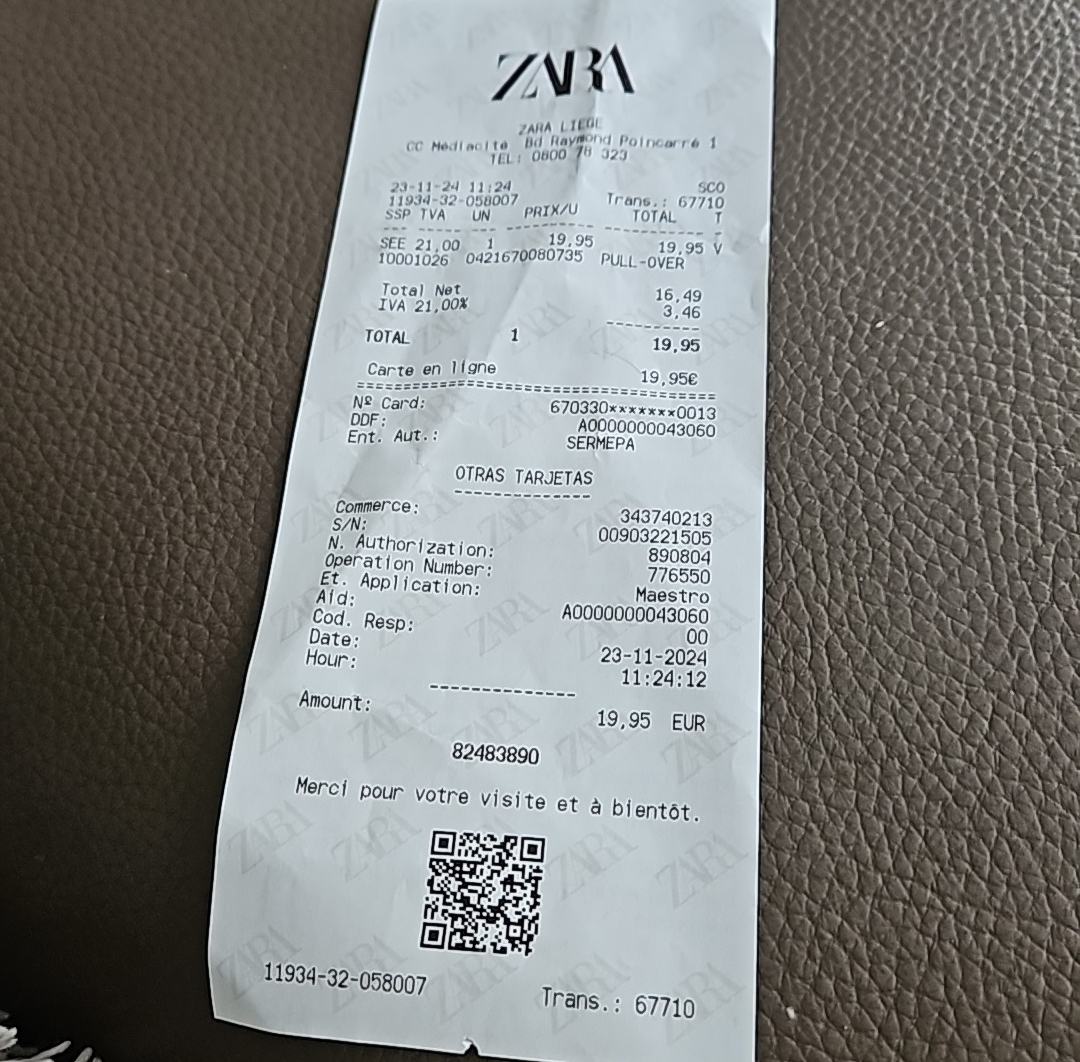 ZARA
ZARA LIEGE
CC Médiacité Bd Raymond Poincarré 1
TEL: 0800 78 323
23-11-24 11:24 SCO
11934-32-058007 Trans.: 67710
SSP TVA UN PRIX/U TOTAL T
SEE 21,00 1 19,95 19,95 V
10001026 0421670080735 PULL-OVER
Total Net 16,49
IVA 21,00% 3,46
TOTAL 1 19,95
Carte en ligne 19,95€
Nº Card: 670330*******0013
DDF: A0000000043060
Ent. Aut.: SERMEPA
OTRAS TARJETAS
Commerce: 343740213
S/N: 00903221505
N. Authorization: 890804
Operation Number: 776550
Et. Application: Maestro
Aid: A0000000043060
Cod. Resp: 00
Date: 23-11-2024
Hour: 11:24:12
Amount: 19,95 EUR
82483890
Merci pour votre visite et à bientôt.
11934-32-058007 Trans.: 67710